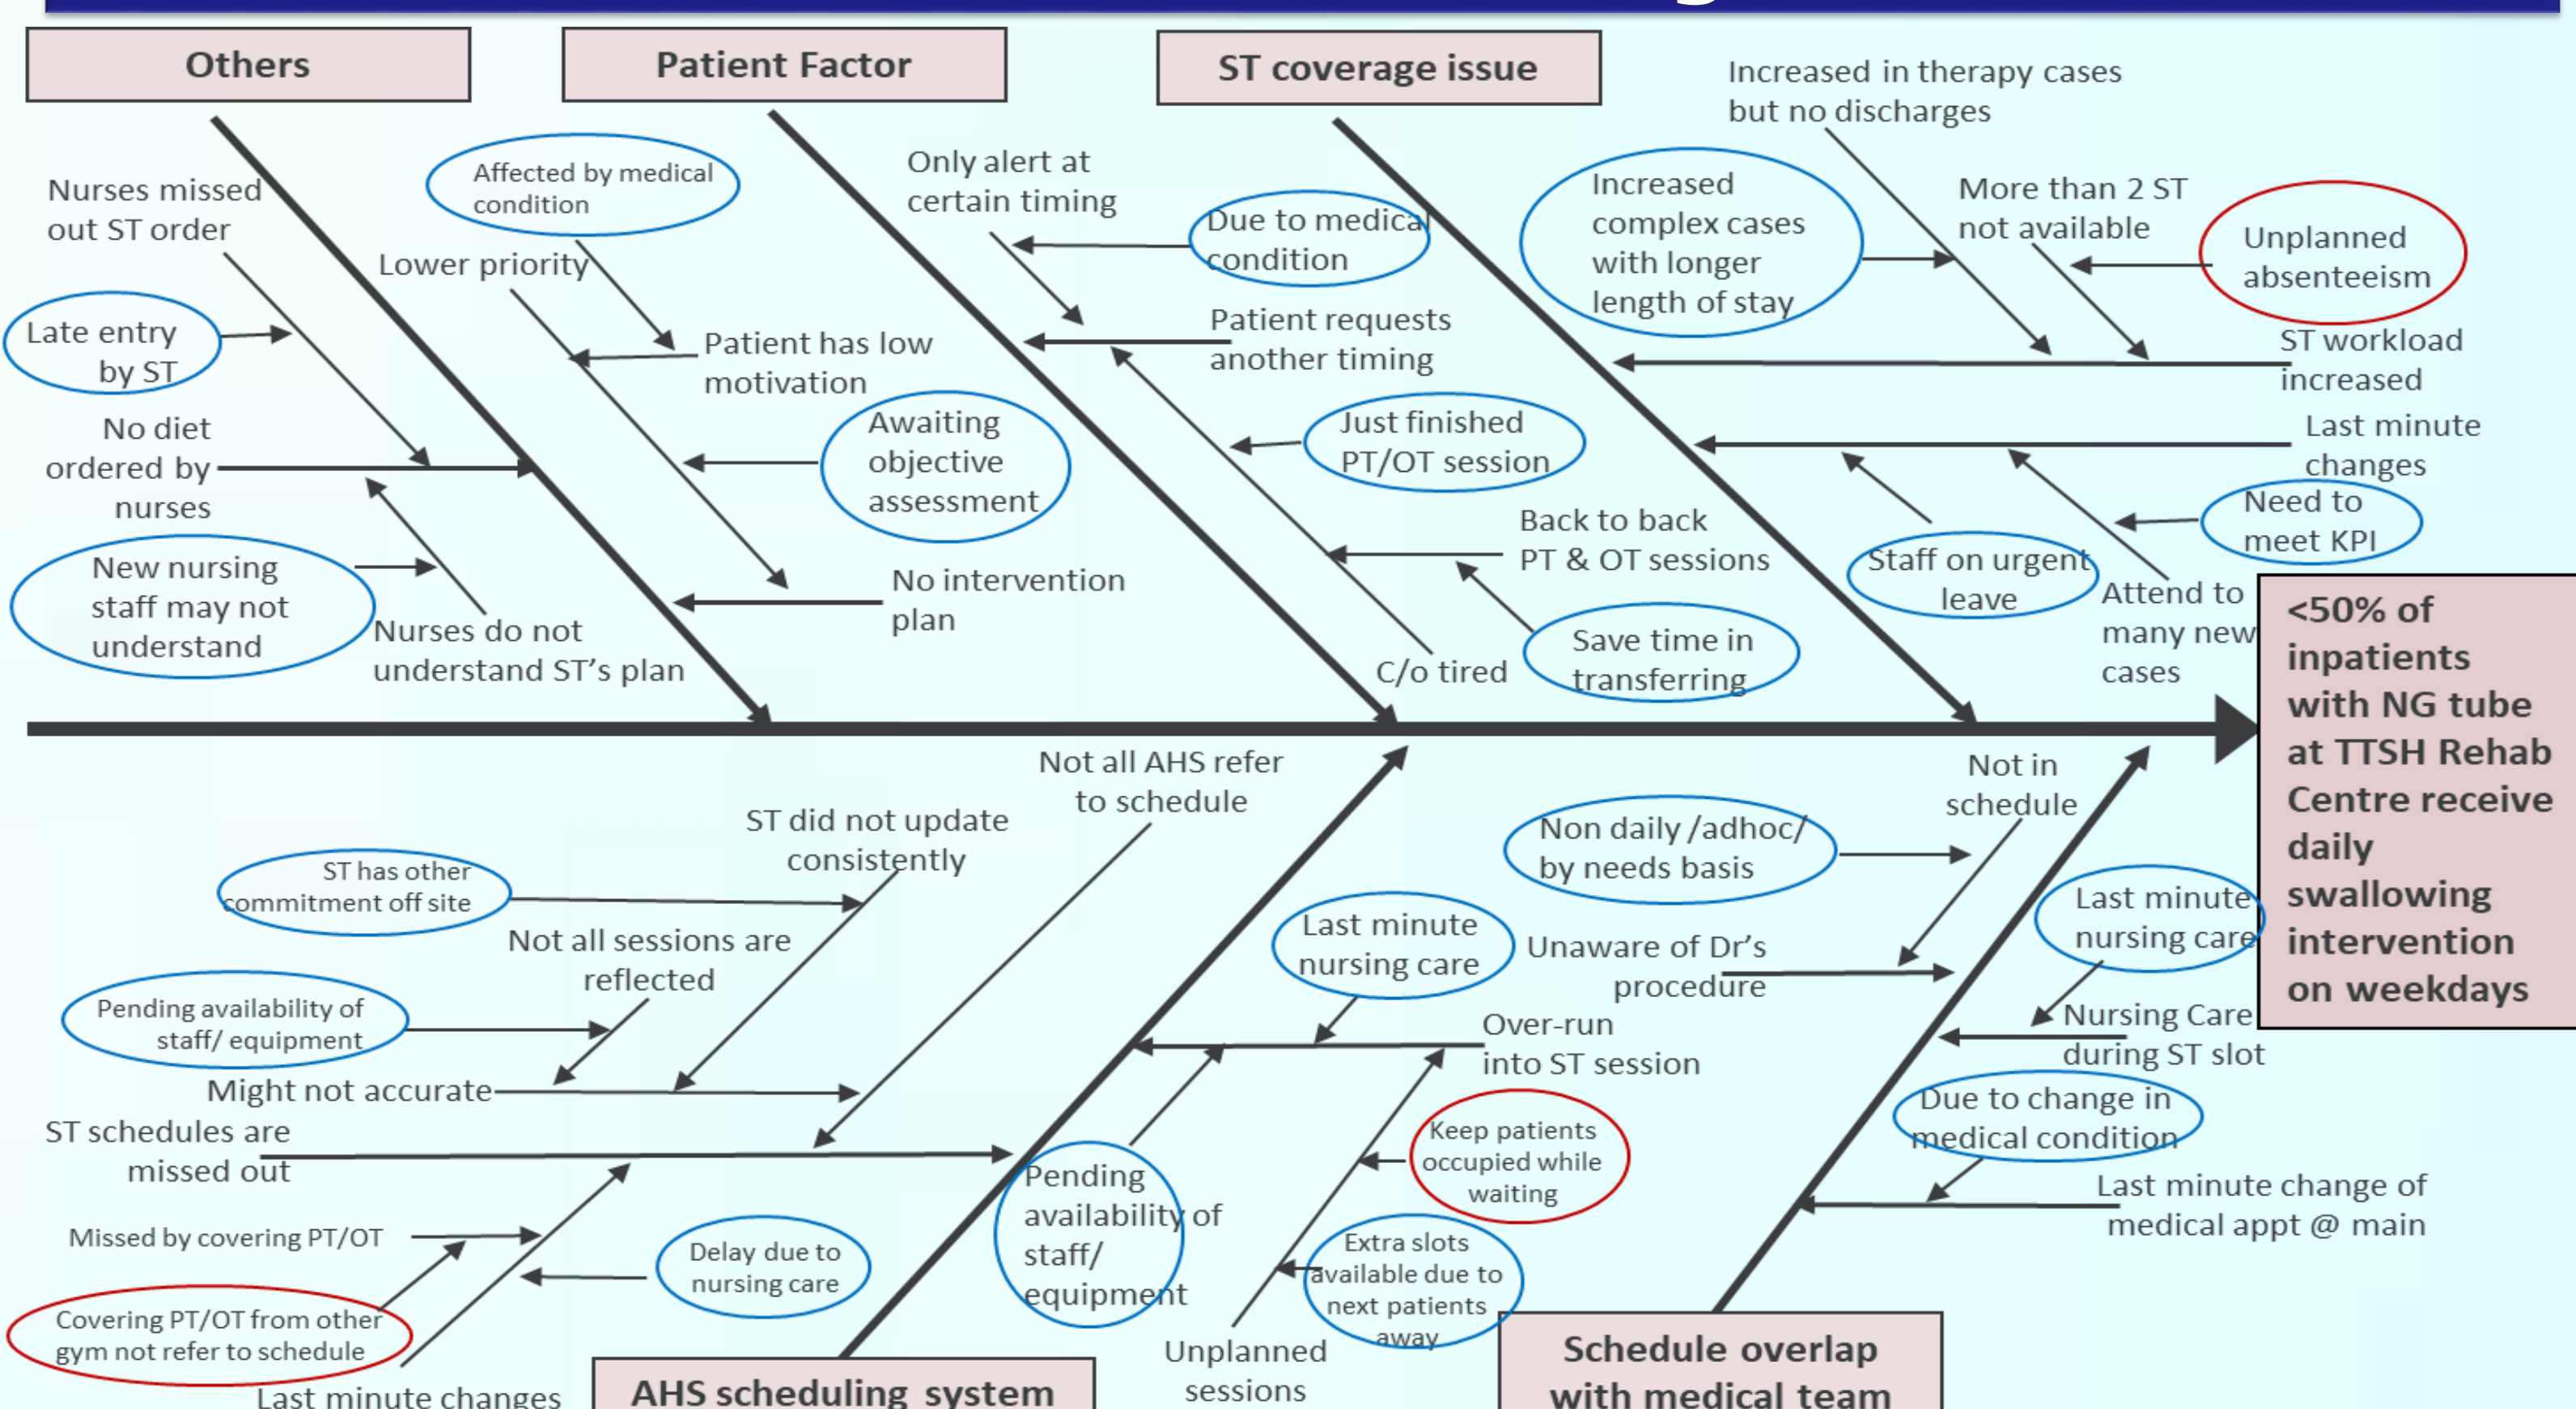 Others
Patient Factor
ST coverage issue
Increased in therapy cases
but no discharges
Affected by medical
condition
Only alert at
certain timing
Nurses missed
out ST order
Due to medical
condition
Increased
complex cases
with longer
length of stay
More than 2 ST
not available
Unplanned
absenteeism
Lower priority
Late entry
by ST
Patient has low
motivation
Patient requests
another timing
ST workload
increased
No diet
ordered by
nurses
Awaiting
objective
assessment
Just finished
PT/OT session
Last minute
changes
Need to
meet KPI
New nursing
staff may not
understand
Nurses do not
understand ST's plan
No intervention
plan
Back to back
PT & OT sessions
C/o tired
Save time in
transferring
Staff on urgent
leave
Attend to
many new
cases
<50% of
inpatients
with NG tube
at TTSH Rehab
Centre receive
daily
swallowing
intervention
on weekdays
Not all AHS refer
to schedule
Not in
schedule
ST did not update
consistently
ST has other
commitment off site
Non daily /adhoc/
by needs basis
Last minute
nursing care
Not all sessions are
reflected
Last minute
nursing care
Unaware of Dr's
procedure
Pending availability of
staff/ equipment
Over-run
into ST session
Nursing Care
during ST slot
Might not accurate
ST schedules are
missed out
Keep patients
occupied while
waiting
Due to change in
medical condition
Pending
availability of
staff/
equipment
Last minute change of
medical appt @ main
Missed by covering PT/OT
Delay due to
nursing care
Extra slots
available due to
next patients
away
Covering PT/OT from other
gym not refer to schedule
Last minute changes
Unplanned
sessions
AHS scheduling system
Schedule overlap
with medical team